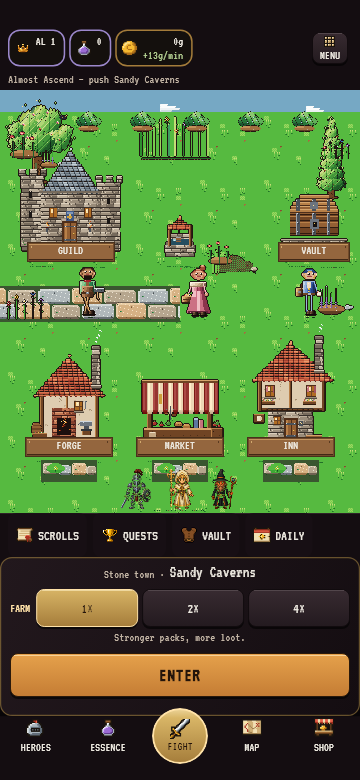 AL 1
0
0g
+13g/min
MENU
Almost Ascend – push Sandy Caverns
GUILD
VAULT
FORGE
MARKET
INN
SCROLLS
QUESTS
VAULT
DAILY
Stone town · Sandy Caverns
FARM
1X
2X
4X
Stronger packs, more loot.
ENTER
HEROES
ESSENCE
FIGHT
MAP
SHOP